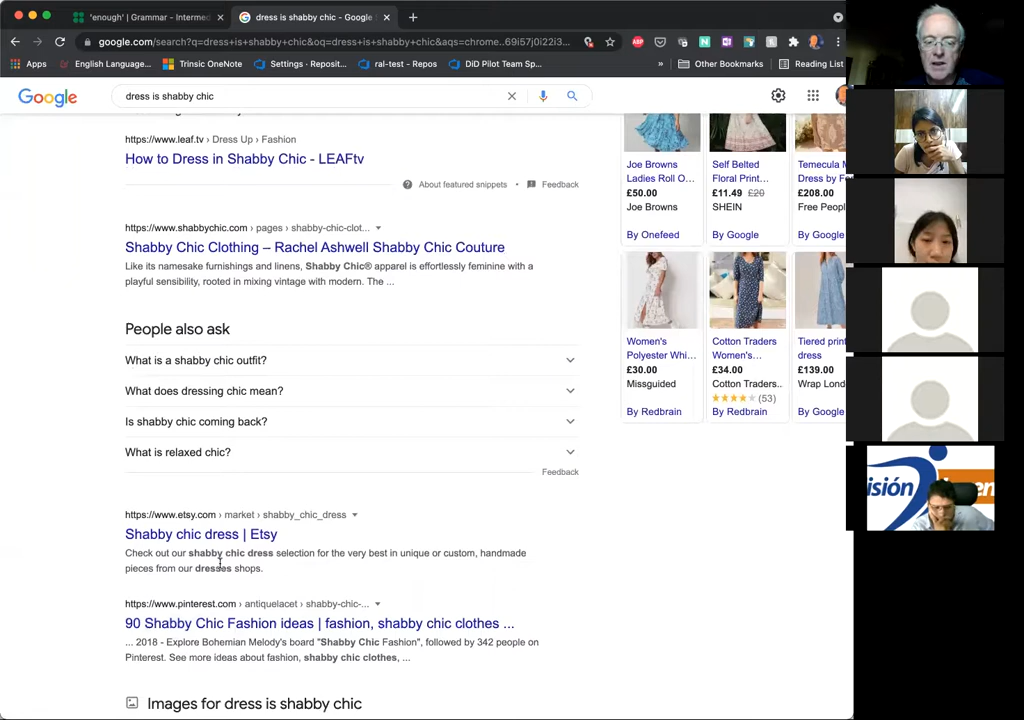 'enough' | Grammar - Intermed
dress is shabby chic - Google
google.com/search?q=dress+is+shabby+chic&oq=dress+is+shabby+chic&aqs=chrome..69i57j0i22i3...
ABP
Apps
English Language...
Trinsic OneNote
Settings · Reposit...
ral-test - Repos
DiD Pilot Team Sp...
»
Other Bookmarks
Reading List
Google
dress is shabby chic
https://www.leaf.tv › Dress Up › Fashion
How to Dress in Shabby Chic - LEAFtv
About featured snippets • Feedback
https://www.shabbychic.com › pages › shabby-chic-clot...
Shabby Chic Clothing – Rachel Ashwell Shabby Chic Couture
Like its namesake furnishings and linens, Shabby Chic® apparel is effortlessly feminine with a
playful sensibility, rooted in mixing vintage with modern. The ...
People also ask
What is a shabby chic outfit?
What does dressing chic mean?
Is shabby chic coming back?
What is relaxed chic?
Feedback
https://www.etsy.com › market › shabby_chic_dress
Shabby chic dress | Etsy
Check out our shabby chic dress selection for the very best in unique or custom, handmade
pieces from our dresses shops.
https://www.pinterest.com › antiquelacet › shabby-chic-...
90 Shabby Chic Fashion ideas | fashion, shabby chic clothes ...
... 2018 - Explore Bohemian Melody's board "Shabby Chic Fashion", followed by 342 people on
Pinterest. See more ideas about fashion, shabby chic clothes, ...
Images for dress is shabby chic
Joe Browns
Ladies Roll O...
£50.00
Joe Browns
By Onefeed
Self Belted
Floral Print...
£11.49 £20
SHEIN
By Google
Temecula M
Dress by Fr
£208.00
Free Peopl
By Google
Women's
Polyester Whi...
£30.00
Missguided
By Redbrain
Cotton Traders
Women's...
£34.00
Cotton Traders..
(53)
By Redbrain
Tiered print
dress
£139.00
Wrap Lond
By Google
isión
en